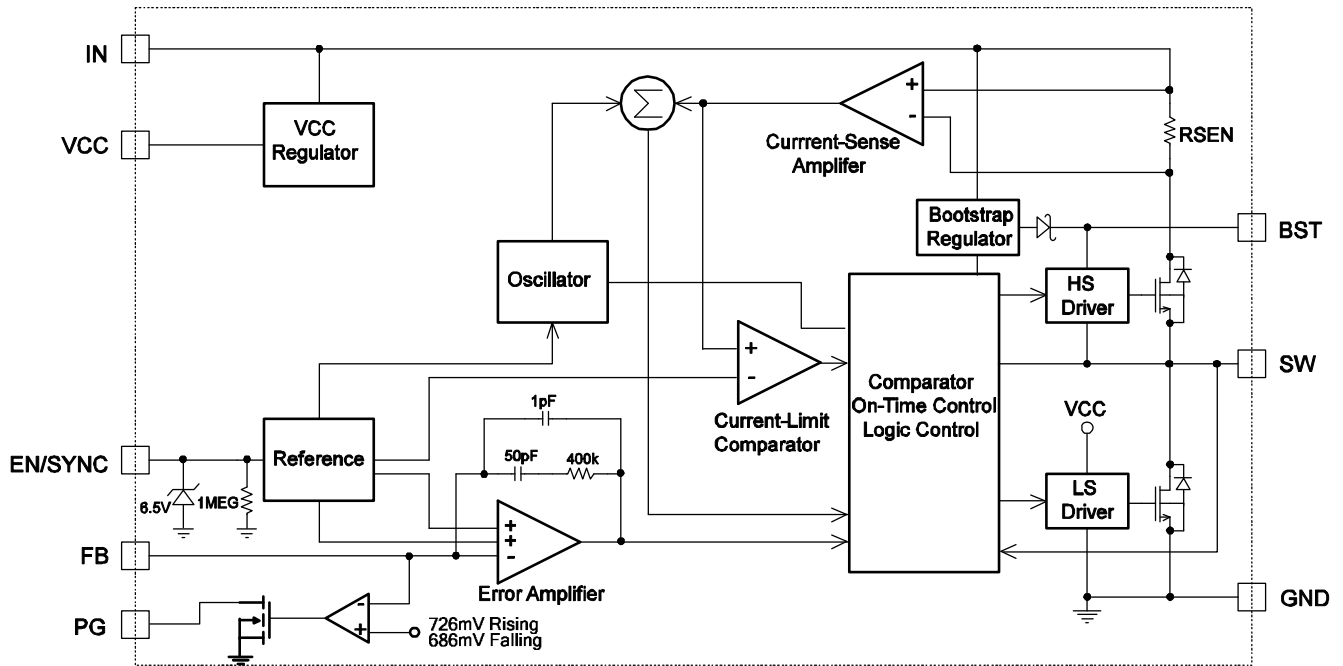 IN
VCC
VCC
Regulator
Σ
+
-
Currrent-Sense
Amplifer
RSEN
Bootstrap
Regulator
BST
Oscillator
HS
Driver
+
-
Current-Limit
Comparator
Comparator
On-Time Control
Logic Control
SW
VCC
1pF
50pF
400k
EN/SYNC
Reference
6.5V
1MEG
LS
Driver
FB
+
+
-
Error Amplifier
PG
-
+
726mV Rising
686mV Falling
GND